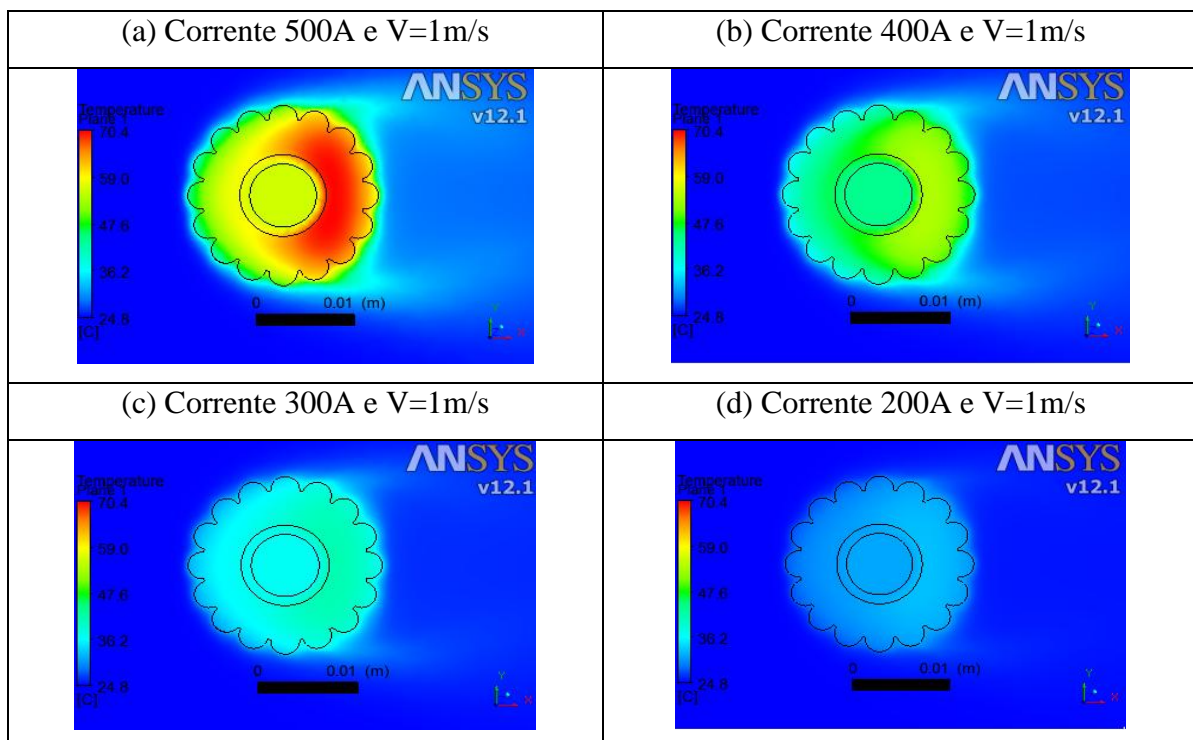 (a) Corrente 500A e V=1m/s
(b) Corrente 400A e V=1m/s
ANSYS
v12.1
Temperature
Plane 1
70.4
59.0
47.6
36.2
24.8
[C]
0
0.01 (m)
Y
X
ANSYS
v12.1
Temperature
Plane 1
70.4
59.0
47.6
36.2
24.8
[C]
0
0.01 (m)
Y
X
(c) Corrente 300A e V=1m/s
(d) Corrente 200A e V=1m/s
ANSYS
v12.1
Temperature
Plane 1
70.4
59.0
47.6
36.2
24.8
[C]
0
0.01 (m)
Y
X
ANSYS
v12.1
Temperature
Plane 1
70.4
59.0
47.6
36.2
24.8
[C]
0
0.01 (m)
Y
X